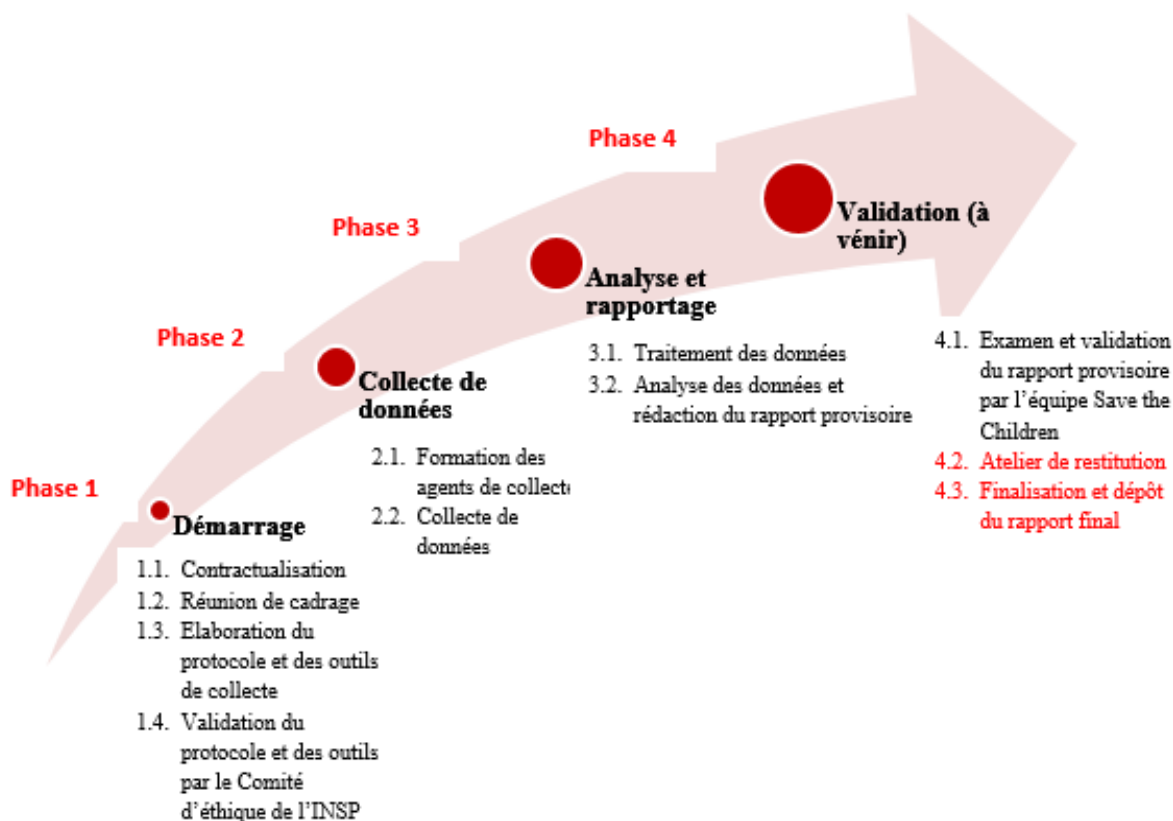 Phase 1
Démarrage
1.1. Contractualisation
1.2. Réunion de cadrage
1.3. Elaboration du
protocole et des outils
de collecte
1.4. Validation du
protocole et des outils
par le Comité
d'éthique de l'INSP
Phase 2
Collecte de
données
2.1. Formation des
agents de collecte
2.2. Collecte de
données
Phase 3
Analyse et
rapportage
3.1. Traitement des données
3.2. Analyse des données et
rédaction du rapport provisoire
Phase 4
Validation (à
vénir)
4.1. Examen et validation
du rapport provisoire
par l'équipe Save the
Children
4.2. Atelier de restitution
4.3. Finalisation et dépôt
du rapport final